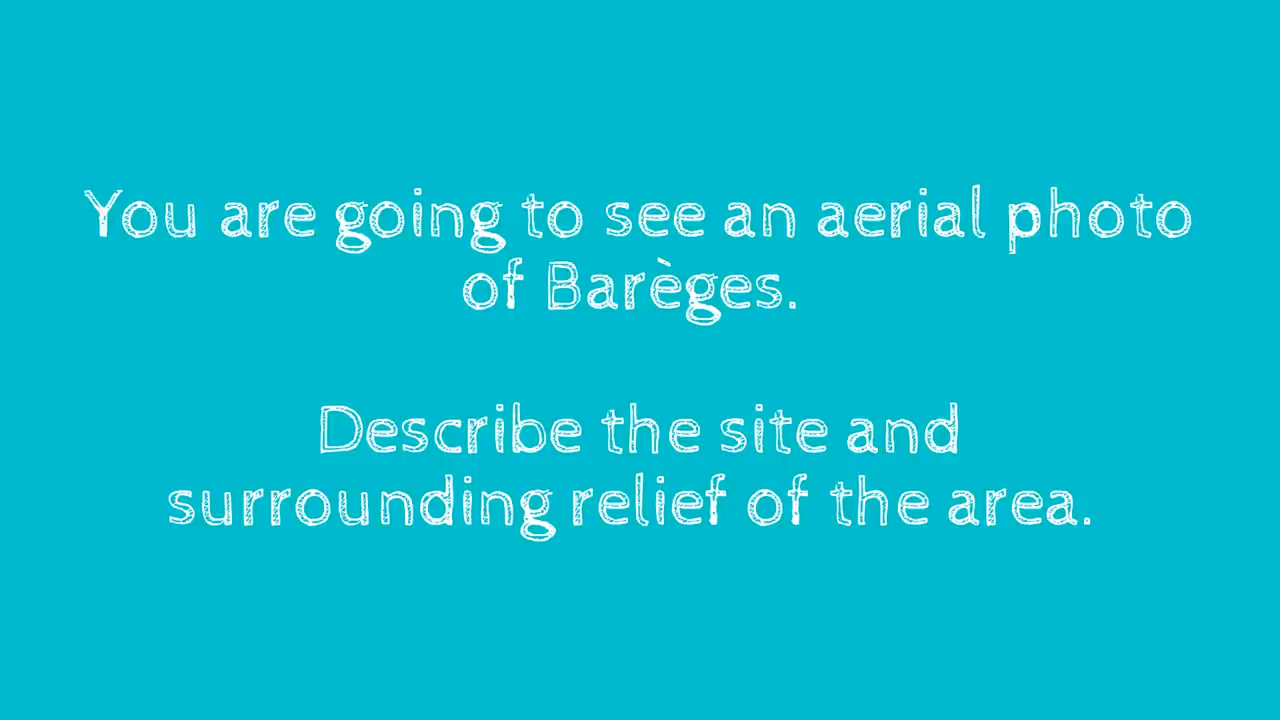 You are going to see an aerial photo
of Barèges.
Describe the site and
surrounding relief of the area.